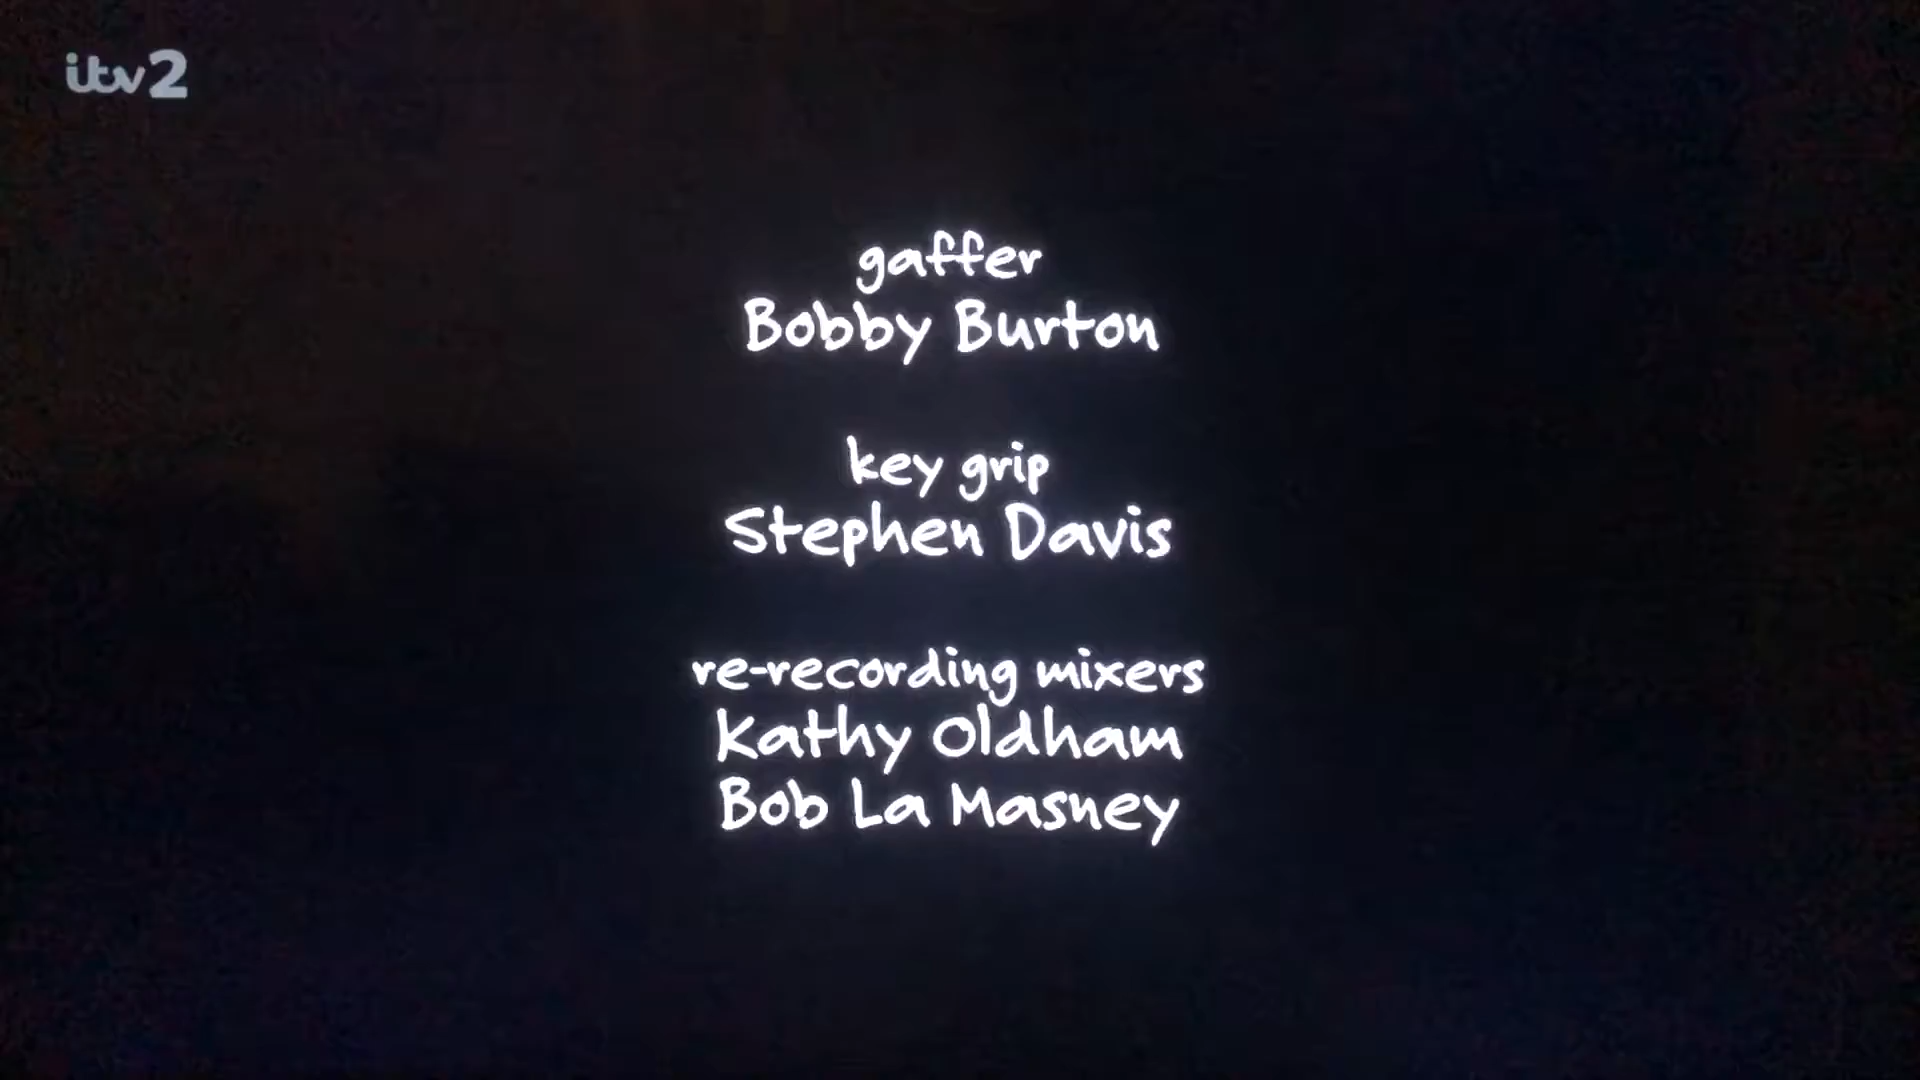 itv2
gaffer
Bobby Burton
key grip
Stephen Davis
re-recording mixers
Kathy Oldham
Bob La Masney